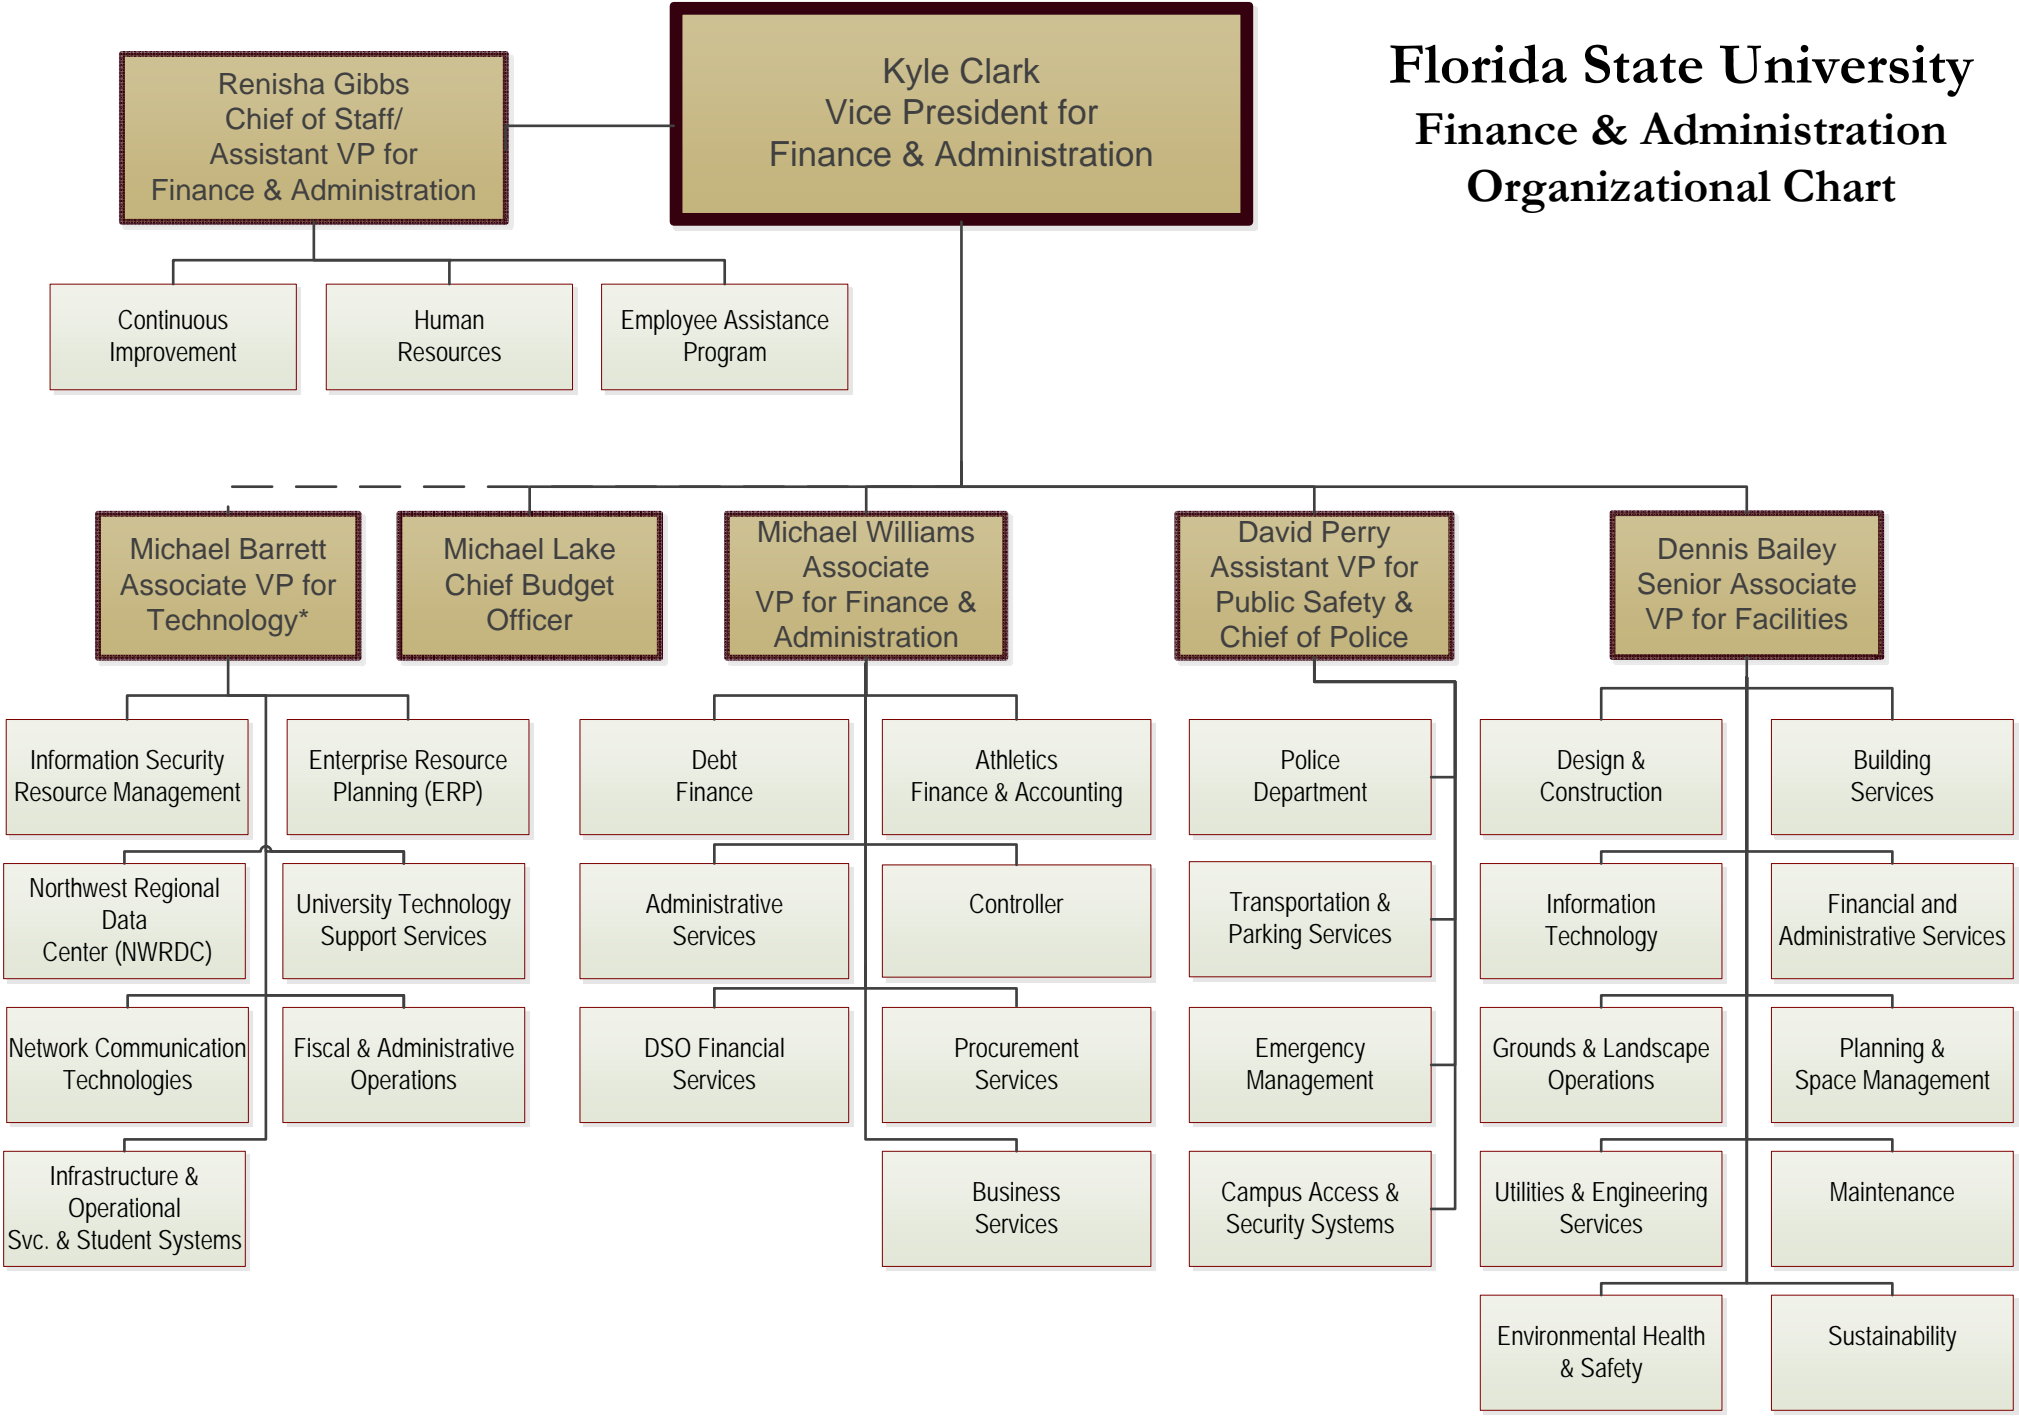 Florida State University
Finance & Administration
Organizational Chart
Kyle Clark
Vice President for
Finance & Administration
Renisha Gibbs
Chief of Staff/
Assistant VP for
Finance & Administration
Continuous
Improvement
Human
Resources
Employee Assistance
Program
Michael Barrett
Associate VP for
Technology*
Michael Lake
Chief Budget
Officer
Michael Williams
Associate
VP for Finance &
Administration
David Perry
Assistant VP for
Public Safety &
Chief of Police
Dennis Bailey
Senior Associate
VP for Facilities
Information Security
Resource Management
Enterprise Resource
Planning (ERP)
Northwest Regional
Data
Center (NWRDC)
University Technology
Support Services
Network Communication
Technologies
Fiscal & Administrative
Operations
Infrastructure &
Operational
Svc. & Student Systems
Debt
Finance
Athletics
Finance & Accounting
Administrative
Services
Controller
DSO Financial
Services
Procurement
Services
Business
Services
Police
Department
Transportation &
Parking Services
Emergency
Management
Campus Access &
Security Systems
Design &
Construction
Building
Services
Information
Technology
Financial and
Administrative Services
Grounds & Landscape
Operations
Planning &
Space Management
Utilities & Engineering
Services
Maintenance
Environmental Health
& Safety
Sustainability